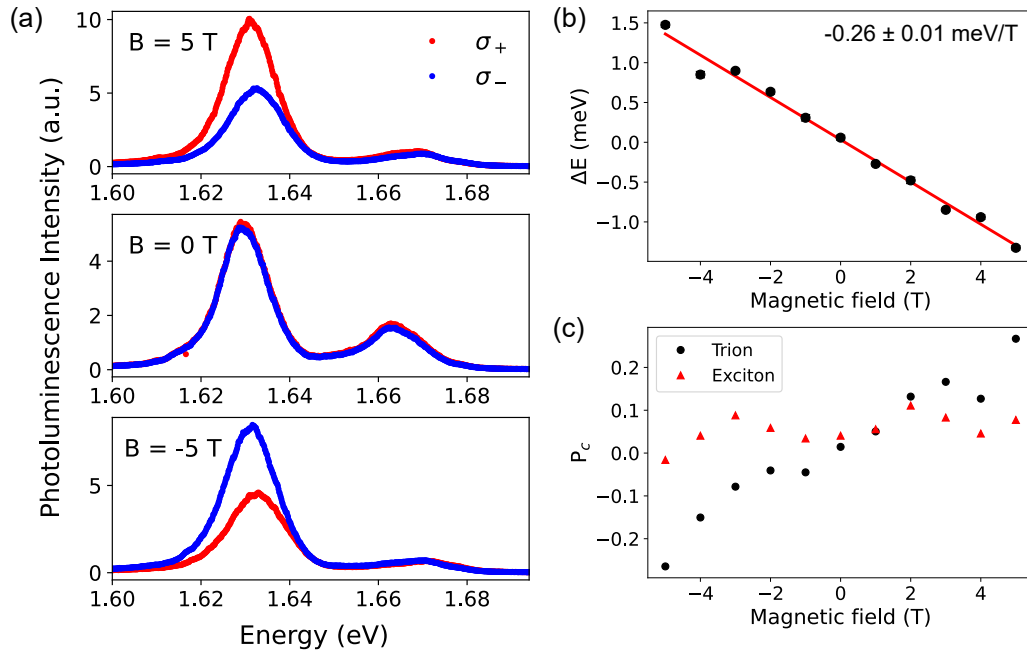 (a)
Photoluminescence Intensity (a.u.)
B = 5 T
σ+
σ−
10
5
0
1.60 1.62 1.64 1.66 1.68
B = 0 T
4
2
0
1.60 1.62 1.64 1.66 1.68
B = -5 T
5
0
1.60 1.62 1.64 1.66 1.68
Energy (eV)
(b)
-0.26 ± 0.01 meV/T
ΔE (meV)
1.5
1.0
0.5
0.0
−0.5
−1.0
−4 −2 0 2 4
Magnetic field (T)
(c)
Trion
Exciton
Pc
0.2
0.1
0.0
−0.1
−0.2
−4 −2 0 2 4
Magnetic field (T)